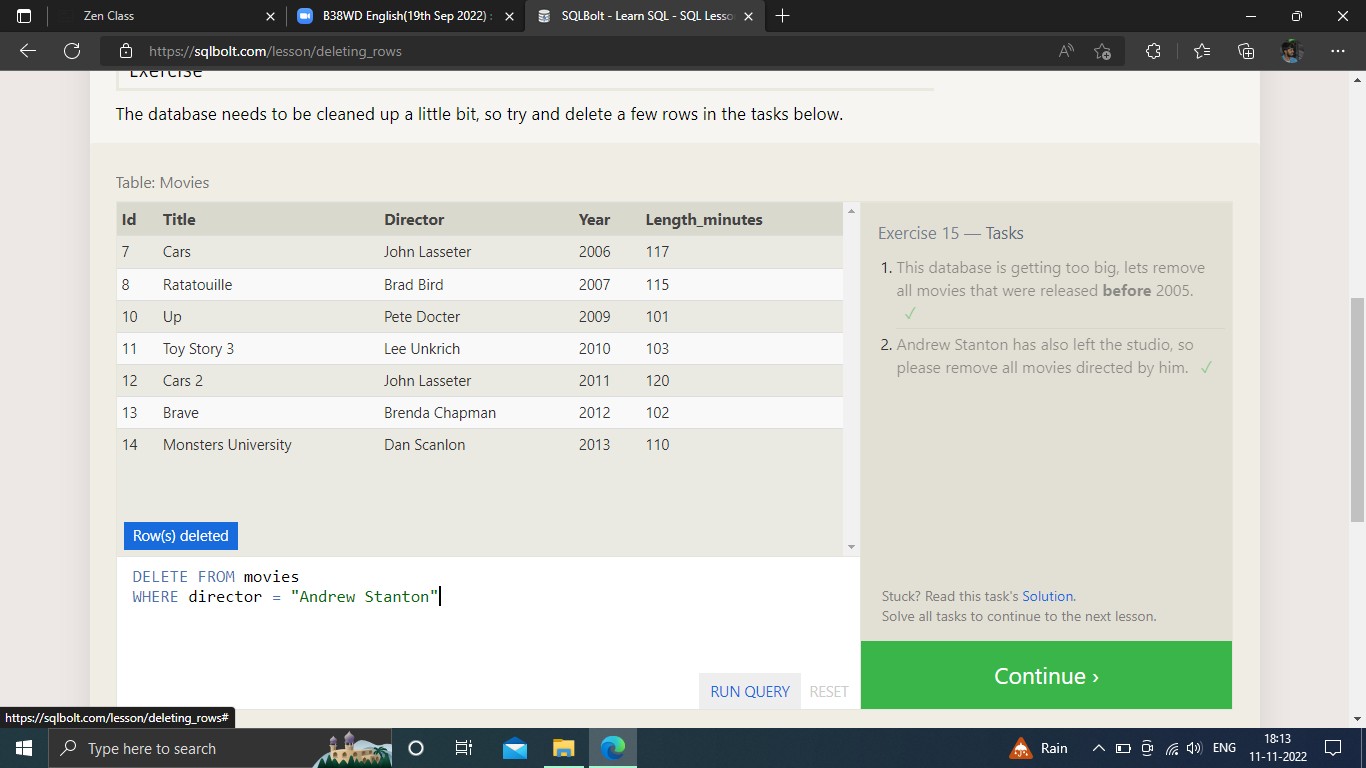 Zen Class
B38WD English(19th Sep 2022) :
SQLBolt - Learn SQL - SQL Lesso
https://sqlbolt.com/lesson/deleting_rows
Exercise
The database needs to be cleaned up a little bit, so try and delete a few rows in the tasks below.
Table: Movies
Id Title Director Year Length_minutes
7 Cars John Lasseter 2006 117
8 Ratatouille Brad Bird 2007 115
10 Up Pete Docter 2009 101
11 Toy Story 3 Lee Unkrich 2010 103
12 Cars 2 John Lasseter 2011 120
13 Brave Brenda Chapman 2012 102
14 Monsters University Dan Scanlon 2013 110
Row(s) deleted
DELETE FROM movies
WHERE director = "Andrew Stanton"
RUN QUERY RESET
Exercise 15 — Tasks
1. This database is getting too big, lets remove
all movies that were released before 2005.
✓
2. Andrew Stanton has also left the studio, so
please remove all movies directed by him. ✓
Stuck? Read this task's Solution.
Solve all tasks to continue to the next lesson.
Continue ›
https://sqlbolt.com/lesson/deleting_rows#
Type here to search
Rain
ENG
18:13
11-11-2022